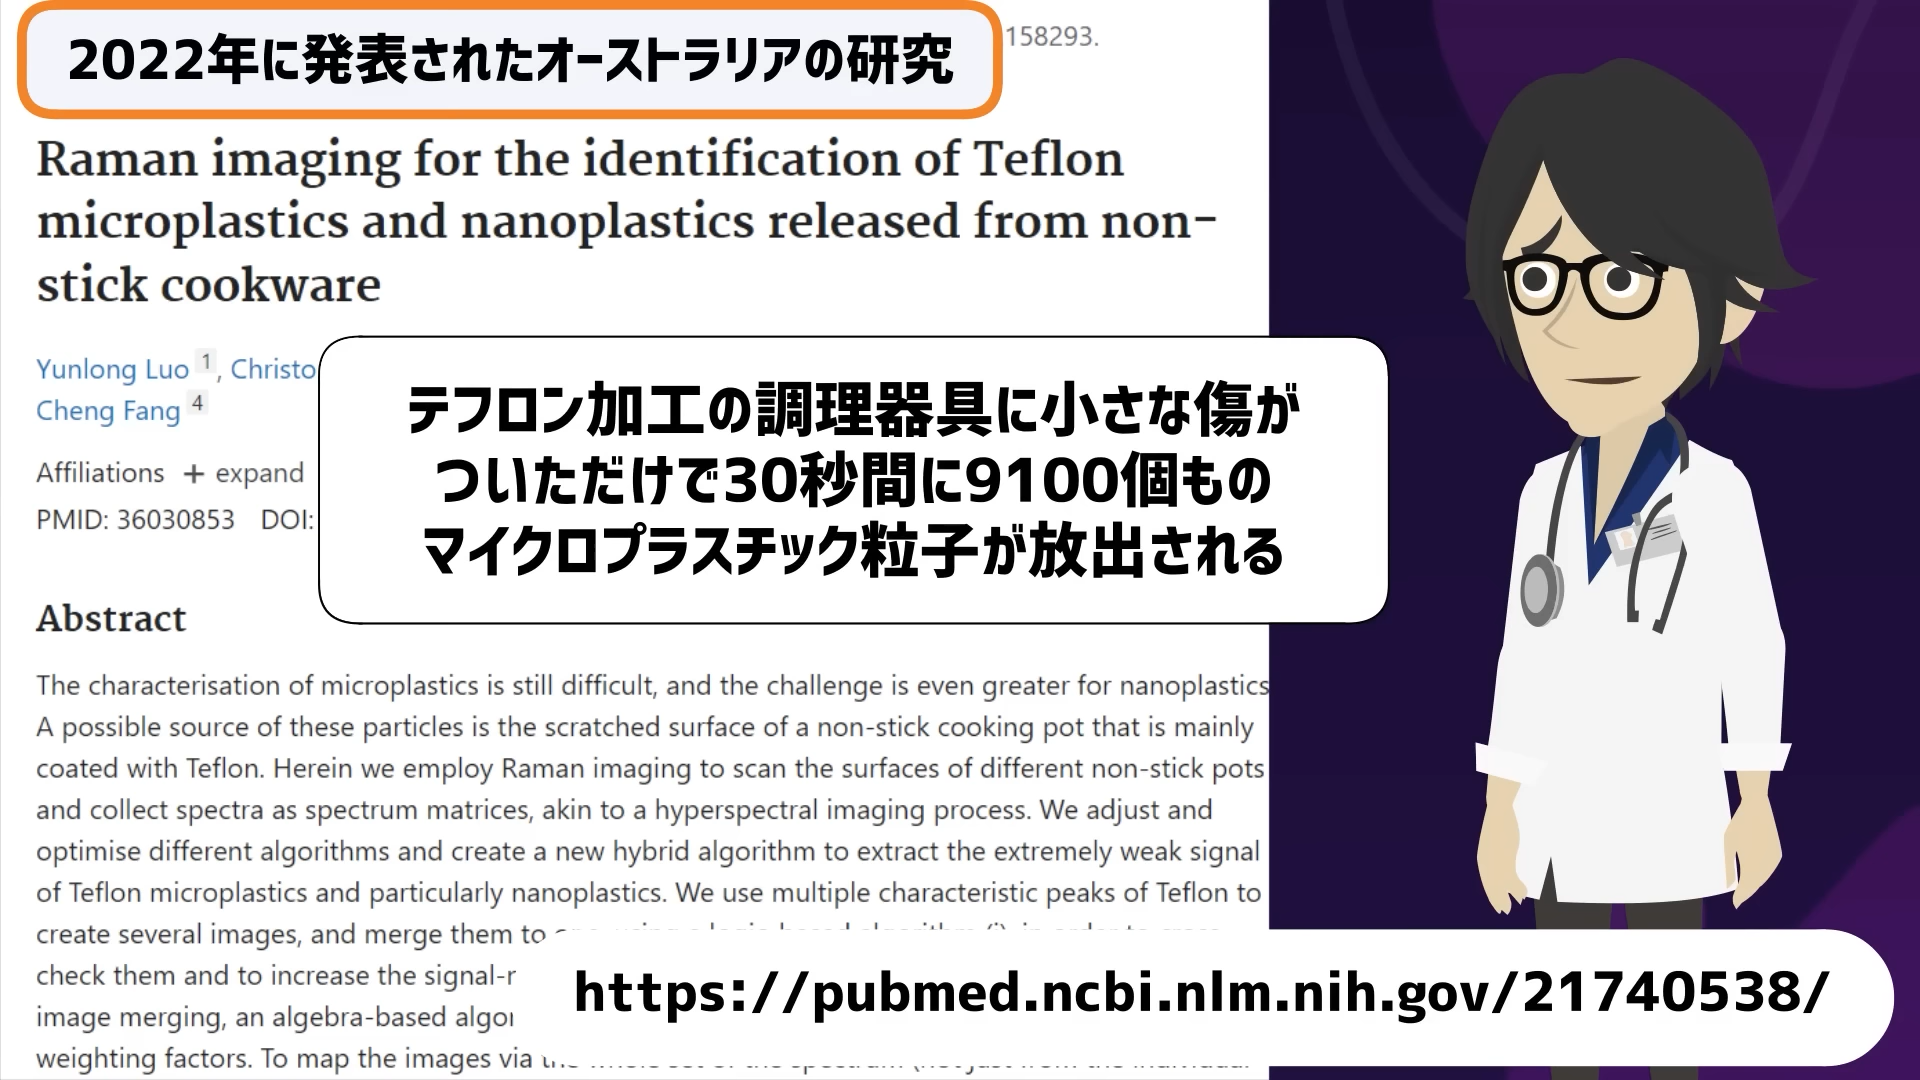 2022年に発表されたオーストラリアの研究
158293.
Raman imaging for the identification of Teflon
microplastics and nanoplastics released from non-
stick cookware
Yunlong Luo 1, Christo
Cheng Fang 4
Affiliations + expand
PMID: 36030853 DOI:
テフロン加工の調理器具に小さな傷が
ついただけで30秒間に9100個もの
マイクロプラスチック粒子が放出される
Abstract
The characterisation of microplastics is still difficult, and the challenge is even greater for nanoplastics
A possible source of these particles is the scratched surface of a non-stick cooking pot that is mainly
coated with Teflon. Herein we employ Raman imaging to scan the surfaces of different non-stick pots
and collect spectra as spectrum matrices, akin to a hyperspectral imaging process. We adjust and
optimise different algorithms and create a new hybrid algorithm to extract the extremely weak signal
of Teflon microplastics and particularly nanoplastics. We use multiple characteristic peaks of Teflon to
create several images, and merge them to
check them and to increase the signal-r
image merging, an algebra-based algor
weighting factors. To map the images via
https://pubmed.ncbi.nlm.nih.gov/21740538/